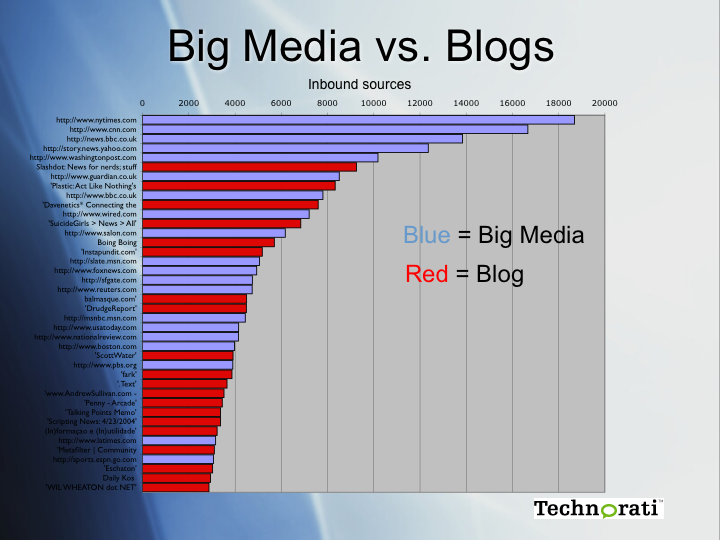 Big Media vs. Blogs
Inbound sources
0 2000 4000 6000 8000 10000 12000 14000 16000 18000 20000
http://www.nytimes.com
http://www.cnn.com
http://news.bbc.co.uk
http://story.news.yahoo.com
http://www.washingtonpost.com
Slashdot: News for nerds, stuff
http://www.guardian.co.uk
'Plastic: Act Like Nothing's
http://www.bbc.co.uk
'Davenetics* Connecting the
http://www.wired.com
'SuicideGirls > News > All'
http://www.salon.com
Boing Boing
'Instapundit.com'
http://slate.msn.com
http://www.foxnews.com
http://sfgate.com
http://www.reuters.com
balmasque.com'
'DrudgeReport'
http://msnbc.msn.com
http://www.usatoday.com
http://www.nationalreview.com
http://www.boston.com
'ScottWater'
http://www.pbs.org
'fark'
'.Text'
'www.AndrewSullivan.com -
'Penny - Arcade'
'Talking Points Memo'
'Scripting News: 4/23/2004'
(In)formaçao e (In)utilidade'
http://www.latimes.com
'Metafilter | Community
http://sports.espn.go.com
'Eschaton'
Daily Kos
'WIL WHEATON dot NET'
Blue = Big Media
Red = Blog
Technorati™